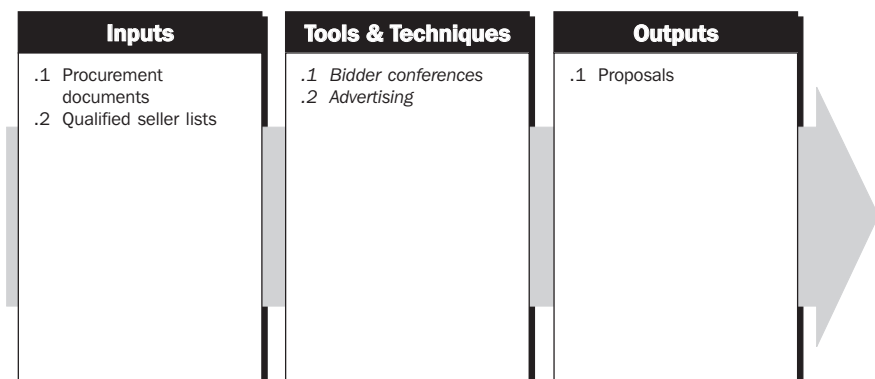 Inputs
.1 Procurement
documents
.2 Qualified seller lists
Tools & Techniques
.1 Bidder conferences
.2 Advertising
Outputs
.1 Proposals